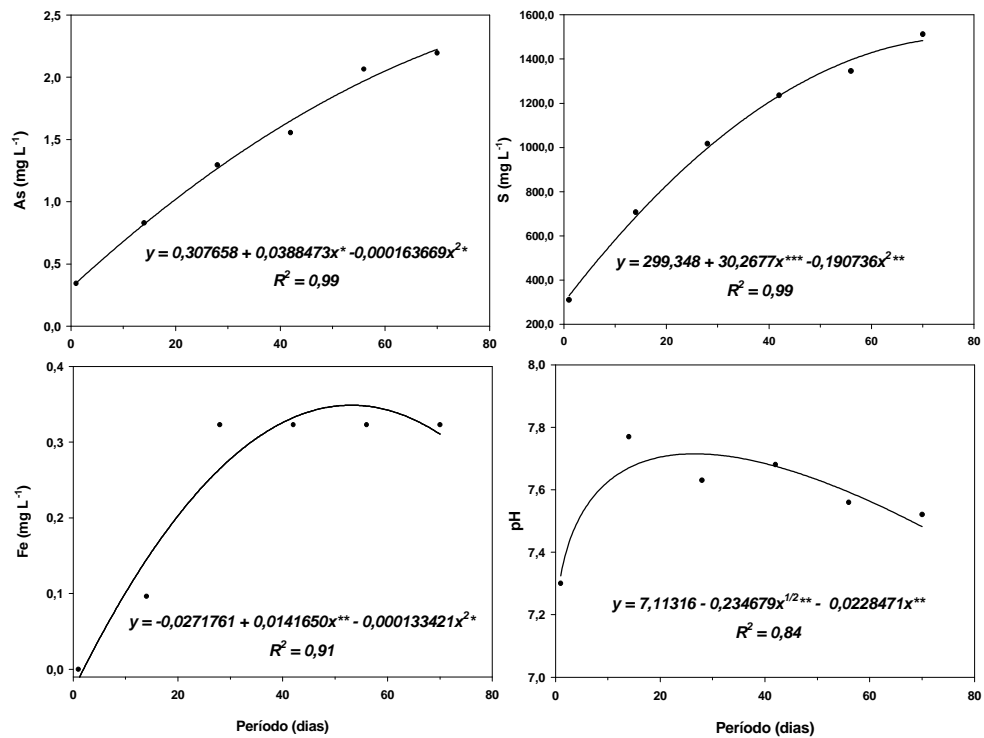 2,5
2,0
1,5
1,0
0,5
0,0
As (mg L⁻¹)
y = 0,307658 + 0,0388473x* -0,000163669x²*
R² = 0,99
0 20 40 60 80
1600,0
1400,0
1200,0
1000,0
800,0
600,0
400,0
200,0
S (mg L⁻¹)
y = 299,348 + 30,2677x*** -0,190736x²**
R² = 0,99
0 20 40 60 80
0,4
0,3
0,2
0,1
0,0
Fe (mg L⁻¹)
y = -0,0271761 + 0,0141650x** - 0,000133421x²*
R² = 0,91
0 20 40 60 80
Período (dias)
8,0
7,8
7,6
7,4
7,2
7,0
pH
y = 7,11316 - 0,234679x^1/2** - 0,0228471x**
R² = 0,84
0 20 40 60 80
Período (dias)